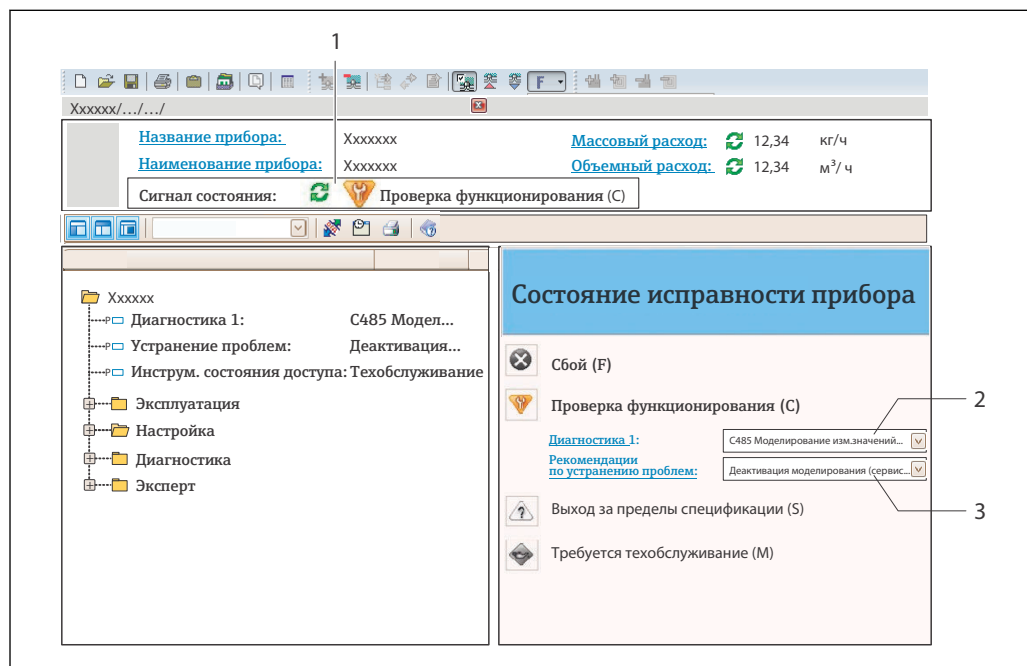 1
F
Xxxxxx/.../.../
Название прибора: Xxxxxxx Массовый расход: 12,34 кг/ч
Наименование прибора: Xxxxxxx Объемный расход: 12,34 м³/ ч
Сигнал состояния: Проверка функционирования (C)
Xxxxxx
P Диагностика 1: C485 Модел...
P Устранение проблем: Деактивация...
P Инструм. состояния доступа: Техобслуживание
Эксплуатация
Настройка
Диагностика
Эксперт
Состояние исправности прибора
Сбой (F)
Проверка функционирования (C)
2
Диагностика 1: C485 Моделирование изм.значений...
Рекомендации
по устранению проблем: Деактивация моделирования (сервис...
3
Выход за пределы спецификации (S)
Требуется техобслуживание (M)